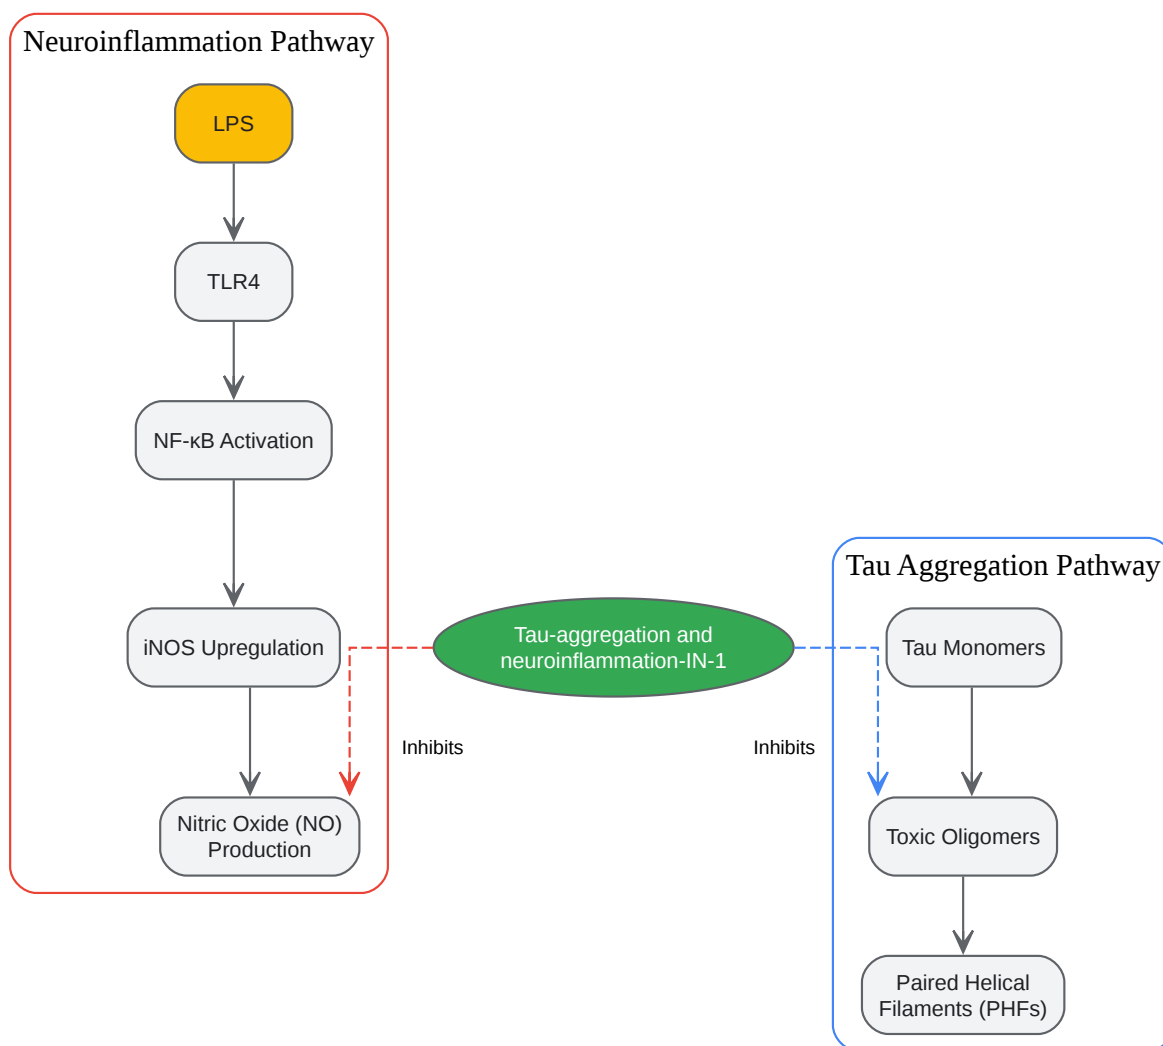 Neuroinflammation Pathway
LPS
TLR4
NF-κB Activation
iNOS Upregulation
Nitric Oxide (NO)
Production
Tau-aggregation and
neuroinflammation-IN-1
Inhibits
Inhibits
Tau Aggregation Pathway
Tau Monomers
Toxic Oligomers
Paired Helical
Filaments (PHFs)